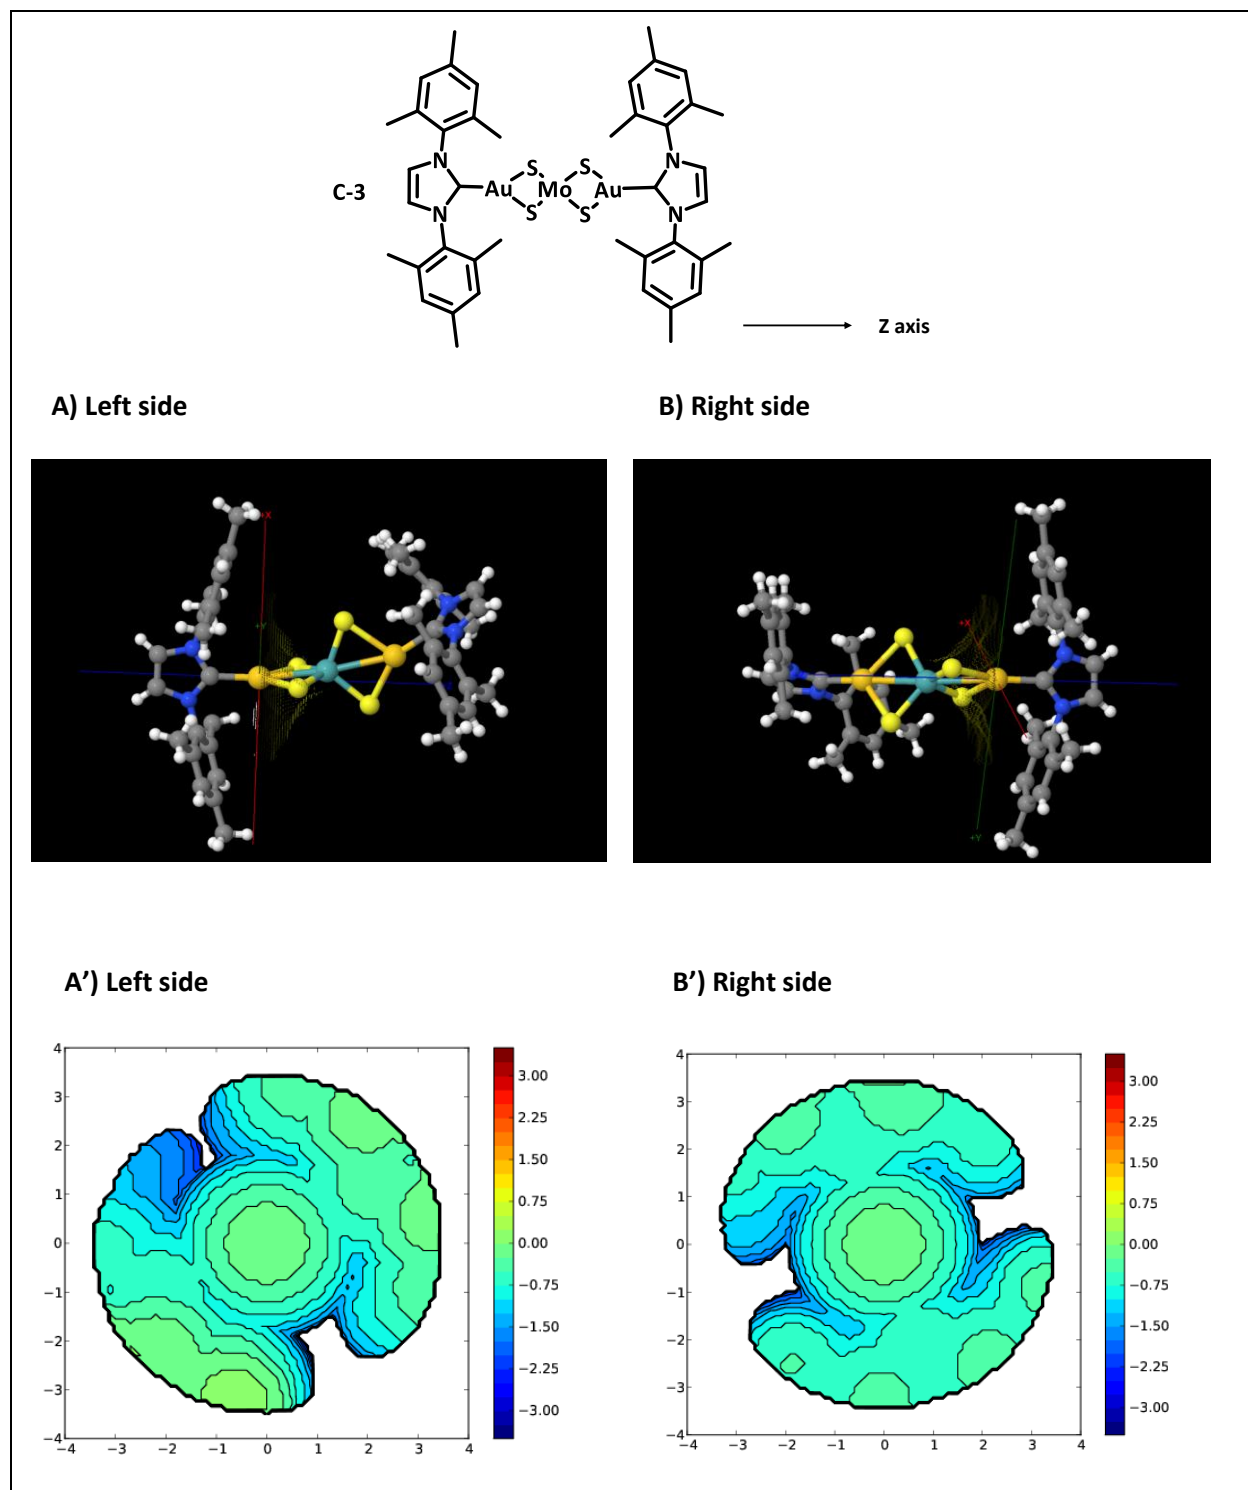 N
N
S
S
C-3
Au
Mo
Au
S
S
N
N
Z axis
A) Left side
B) Right side
+X
+Y
+X
+Y
A') Left side
B') Right side
4
3
2
1
0
−1
−2
−3
−4
−4 −3 −2 −1 0 1 2 3 4
3.00
2.25
1.50
0.75
0.00
−0.75
−1.50
−2.25
−3.00
4
3
2
1
0
−1
−2
−3
−4
−4 −3 −2 −1 0 1 2 3 4
3.00
2.25
1.50
0.75
0.00
−0.75
−1.50
−2.25
−3.00